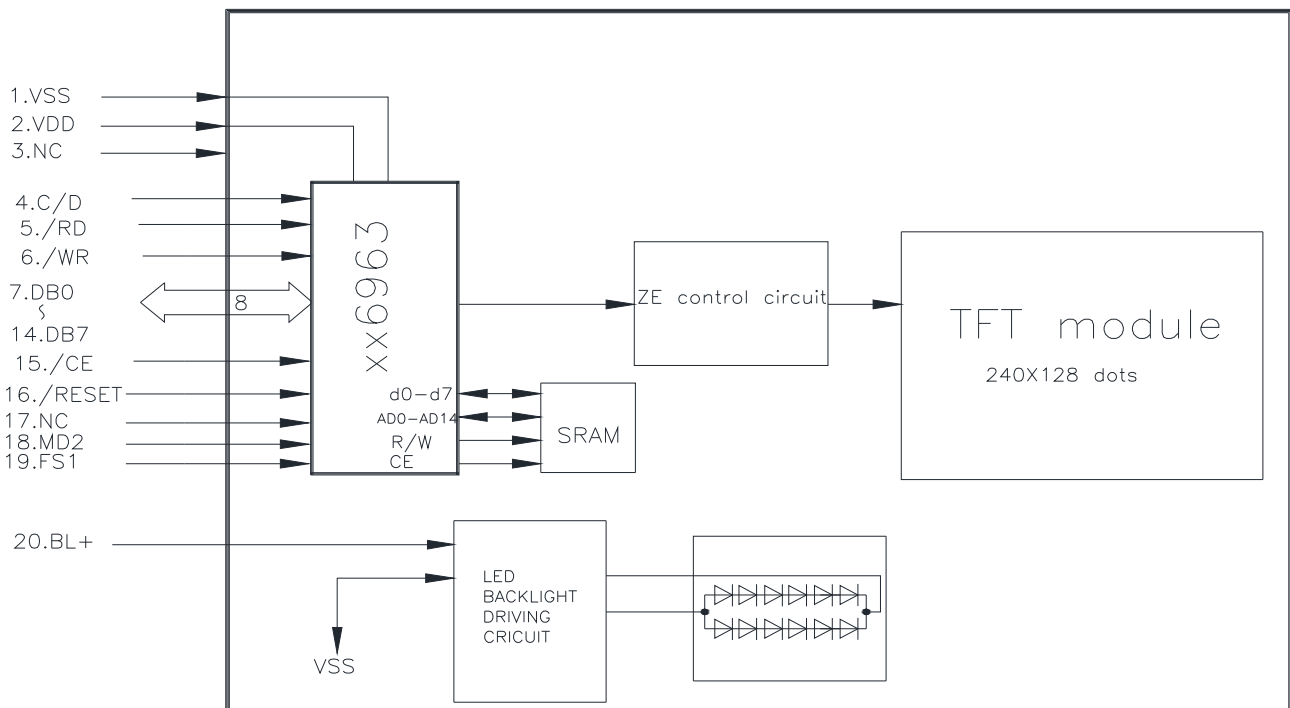 1.VSS
2.VDD
3.NC
4.C/D
5./RD
6./WR
7.DB0
14.DB7
15./CE
16./RESET
17.NC
18.MD2
19.FS1
20.BL+
8
xx6963
d0-d7
AD0-AD14
R/W
CE
SRAM
ZE control circuit
TFT module
240X128 dots
LED
BACKLIGHT
DRIVING
CRICUIT
VSS